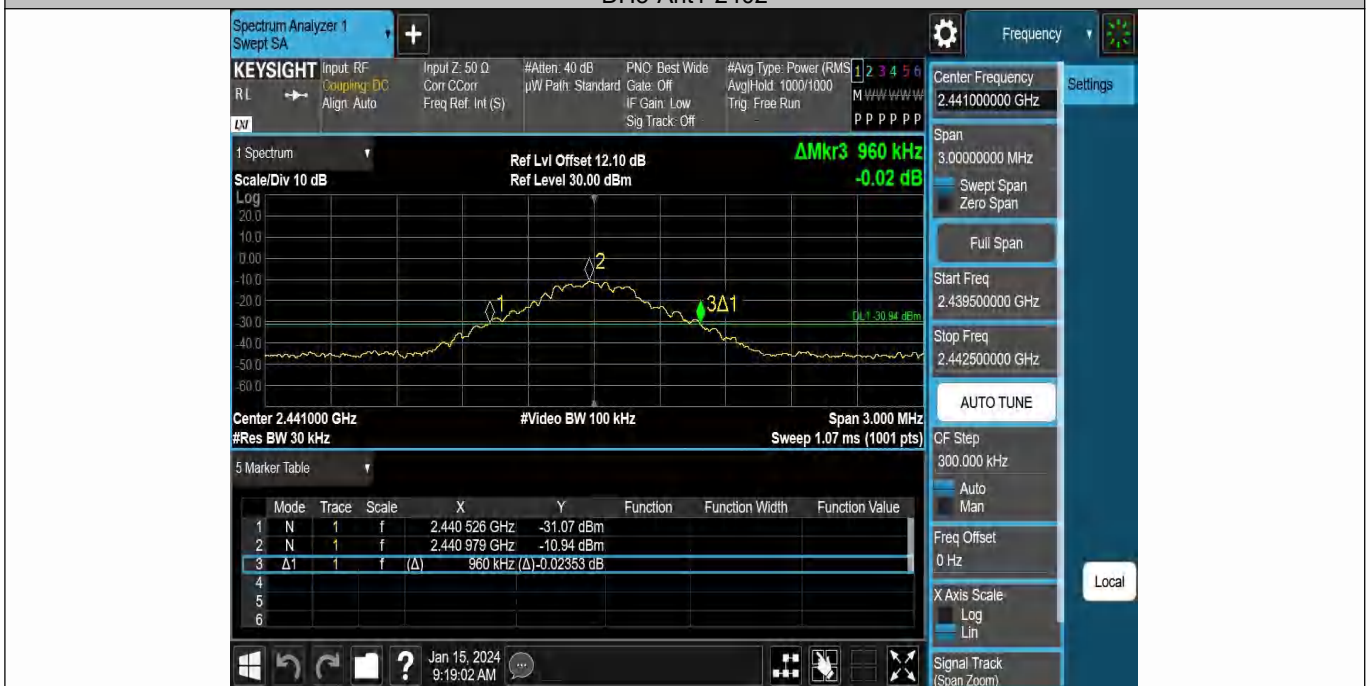 Spectrum Analyzer 1
Swept SA
+
Frequency
KEYSIGHT
RL
LXI
Input: RF
Coupling: DC
Align: Auto
Input Z: 50 Ω
Corr CCorr
Freq Ref: Int (S)
#Atten: 40 dB
µW Path: Standard
PNO: Best Wide
Gate: Off
IF Gain: Low
Sig Track: Off
#Avg Type: Power (RMS
Avg|Hold: 1000/1000
Trig: Free Run
1 2 3 4 5 6
M W W W W W
P P P P P P
1 Spectrum
Scale/Div 10 dB
Ref Lvl Offset 12.10 dB
Ref Level 30.00 dBm
ΔMkr3 960 kHz
-0.02 dB
Log
20.0
10.0
0.00
-10.0
-20.0
-30.0
-40.0
-50.0
-60.0
1
2
3Δ1
DL1 -30.94 dBm
Center 2.441000 GHz
#Video BW 100 kHz
Span 3.000 MHz
#Res BW 30 kHz
Sweep 1.07 ms (1001 pts)
5 Marker Table
Mode Trace Scale X Y Function Function Width Function Value
1 N 1 f 2.440 526 GHz -31.07 dBm
2 N 1 f 2.440 979 GHz -10.94 dBm
3 Δ1 1 f (Δ) 960 kHz (Δ)-0.02353 dB
4
5
6
Jan 15, 2024
9:19:02 AM
Settings
Center Frequency
2.441000000 GHz
Span
3.00000000 MHz
Swept Span
Zero Span
Full Span
Start Freq
2.439500000 GHz
Stop Freq
2.442500000 GHz
AUTO TUNE
CF Step
300.000 kHz
Auto
Man
Freq Offset
0 Hz
X Axis Scale
Log
Lin
Signal Track
(Span Zoom)
Local